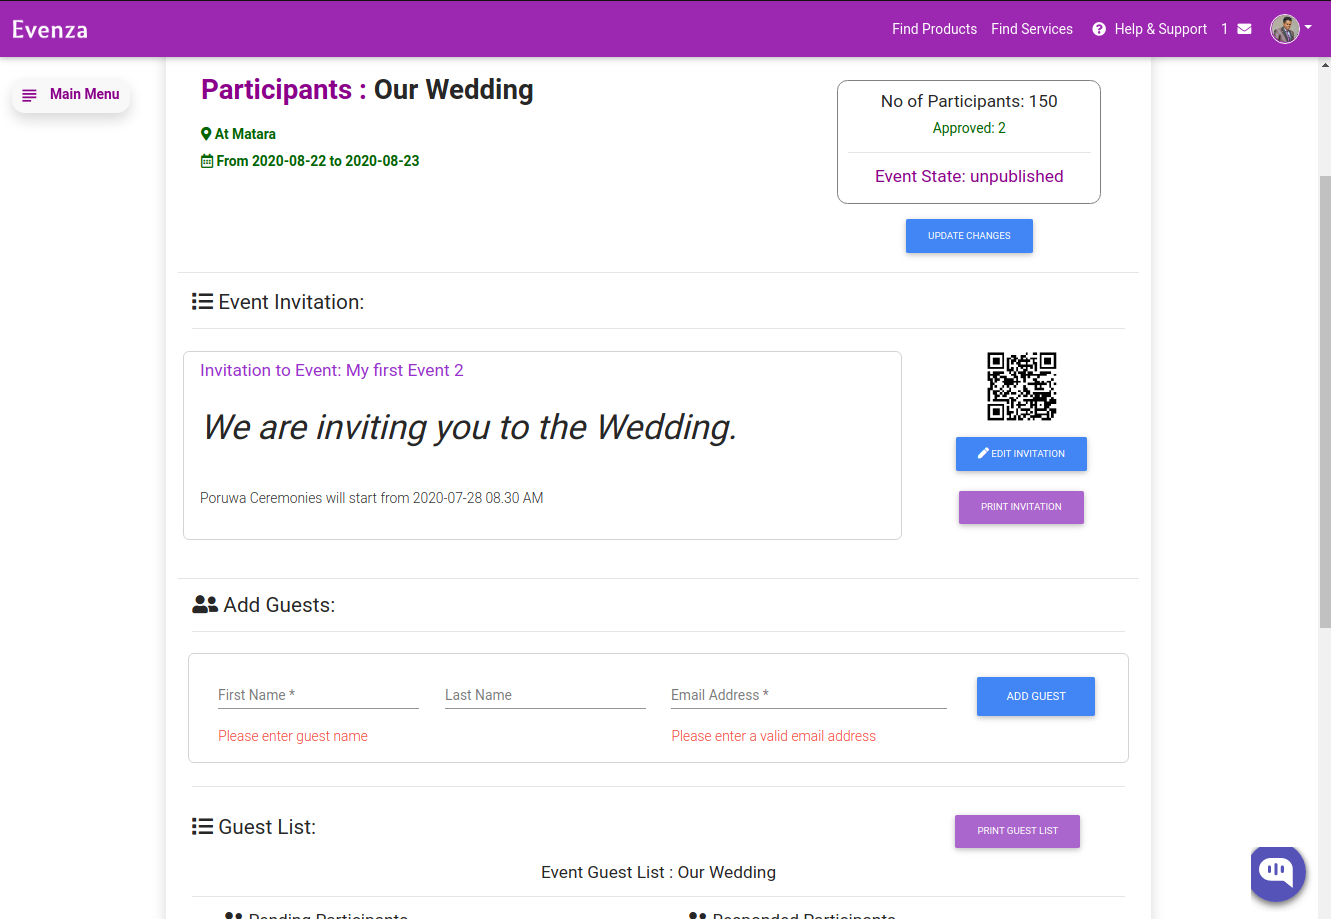 Evenza
Find Products Find Services Help & Support 1
Main Menu
Participants : Our Wedding
At Matara
From 2020-08-22 to 2020-08-23
No of Participants: 150
Approved: 2
Event State: unpublished
UPDATE CHANGES
Event Invitation:
Invitation to Event: My first Event 2
We are inviting you to the Wedding.
Poruwa Ceremonies will start from 2020-07-28 08.30 AM
EDIT INVITATION
PRINT INVITATION
Add Guests:
First Name * Last Name Email Address * ADD GUEST
Please enter guest name Please enter a valid email address
Guest List: PRINT GUEST LIST
Event Guest List : Our Wedding
Pending Participants Responded Participants